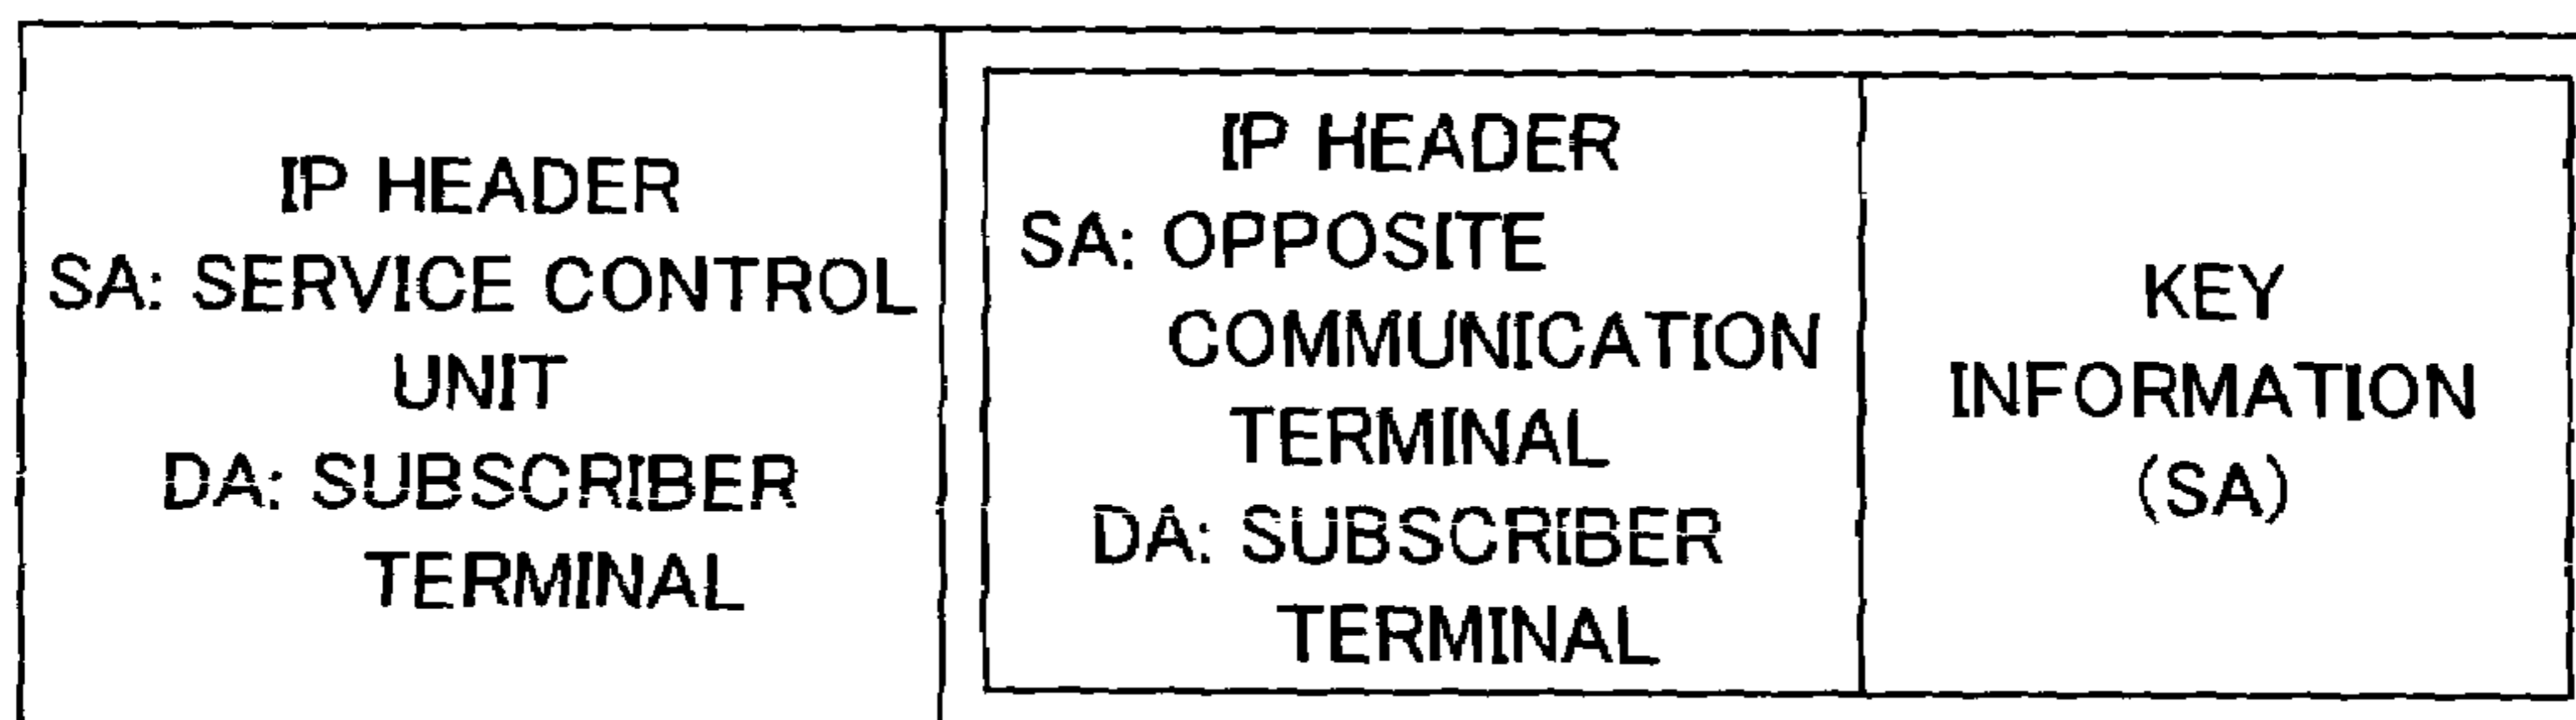 IP HEADER
SA: SERVICE CONTROL
UNIT
DA: SUBSCRIBER
TERMINAL
IP HEADER
SA: OPPOSITE
COMMUNICATION
TERMINAL
DA: SUBSCRIBER
TERMINAL
KEY
INFORMATION
(SA)